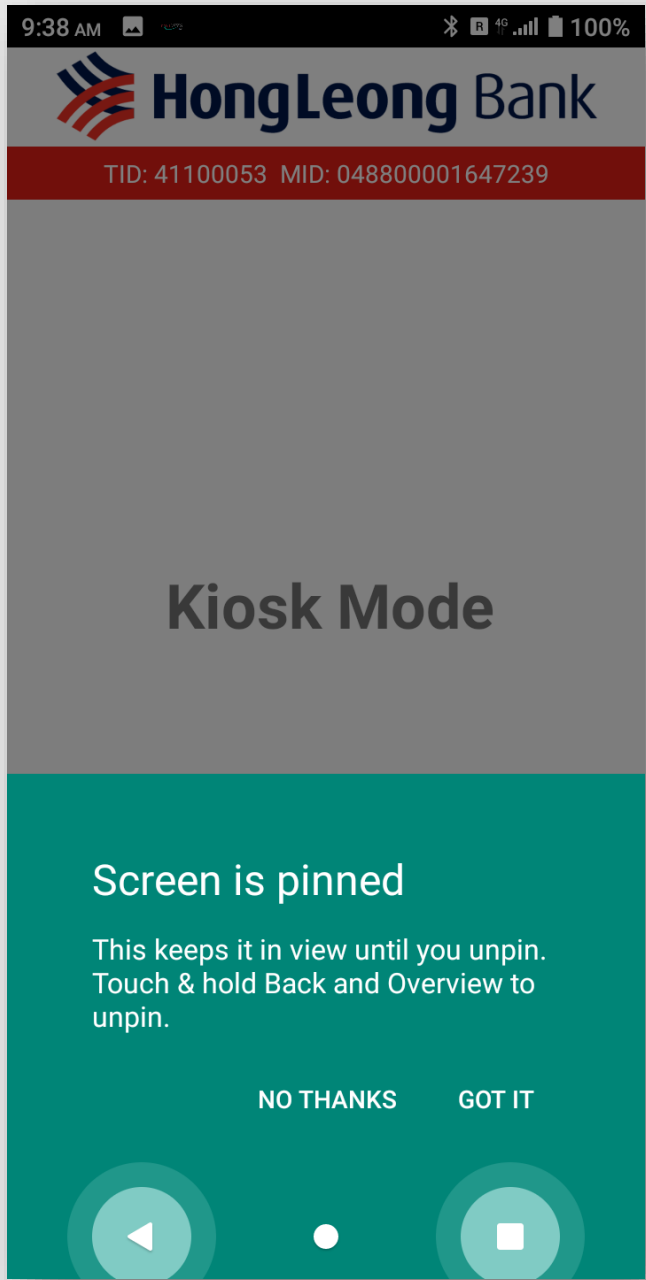 9:38 AM R 4G 100%
HongLeong Bank
TID: 41100053 MID: 048800001647239
Kiosk Mode
Screen is pinned
This keeps it in view until you unpin.
Touch & hold Back and Overview to
unpin.
NO THANKS GOT IT